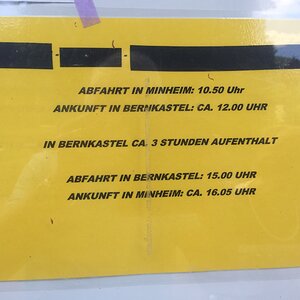 ABFAHRT IN MINHEIM: 10.50 Uhr
ANKUNFT IN BERNKASTEL: CA. 12.00 UHR
IN BERNKASTEL CA. 3 STUNDEN AUFENTHALT
ABFAHRT IN BERNKASTEL: 15.00 UHR
ANKUNFT IN MINHEIM: CA. 16.05 UHR